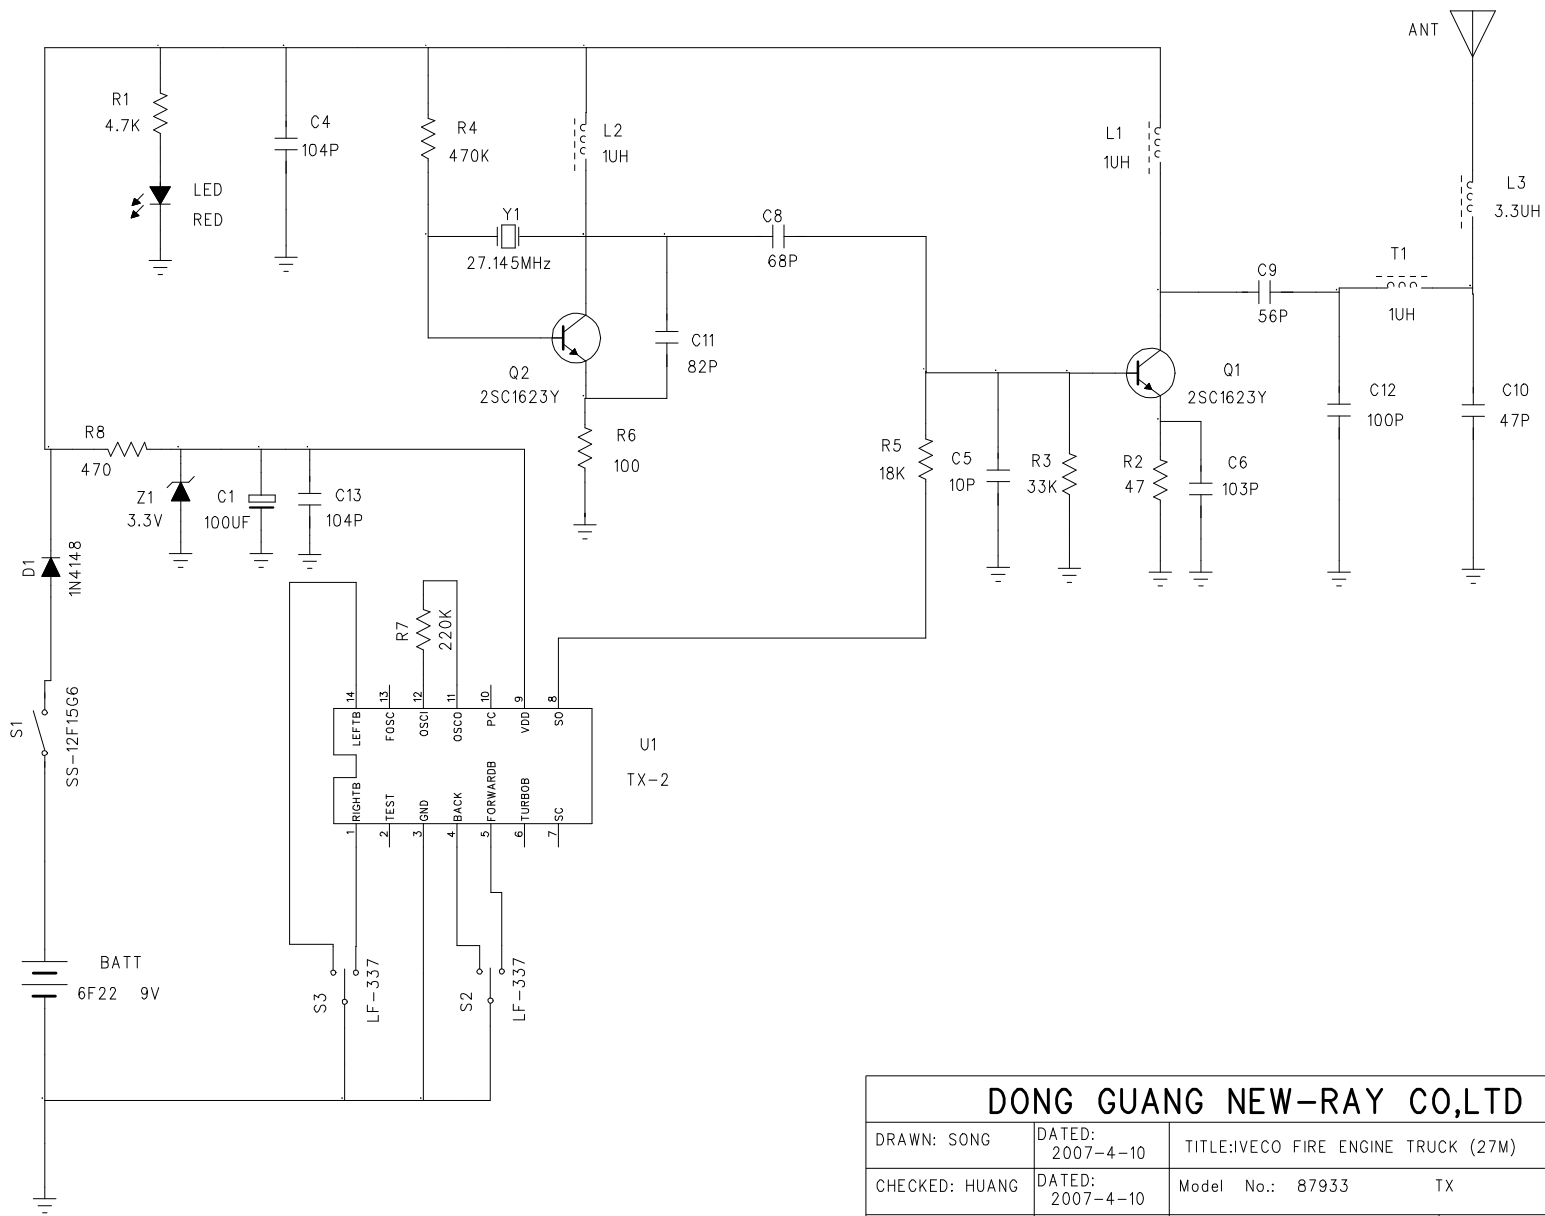 ANT
R1
4.7K
C4
104P
R4
470K
L2
1UH
L1
1UH
LED
RED
L3
3.3UH
Y1
27.145MHz
C8
68P
T1
1UH
C9
56P
C11
82P
Q2
2SC1623Y
Q1
2SC1623Y
C12
100P
C10
47P
R8
470
R6
100
R5
18K
C5
10P
R3
33K
R2
47
C6
103P
Z1
3.3V
C1
100UF
C13
104P
D1
1N4148
R7
220K
S1
SS-12F15G6
14 13 12 11 10 9 8
LEFTB FOSC OSCI OSCO PC VDD SO
U1
TX-2
RIGHTB TEST GND BACK FORWARDB TURBOB SC
1 2 3 4 5 6 7
BATT
6F22 9V
S3
LF-337
S2
LF-337
DONG GUANG NEW-RAY CO,LTD
DRAWN: SONG
DATED:
2007-4-10
TITLE:IVECO FIRE ENGINE TRUCK (27M)
CHECKED: HUANG
DATED:
2007-4-10
Model No.: 87933 TX